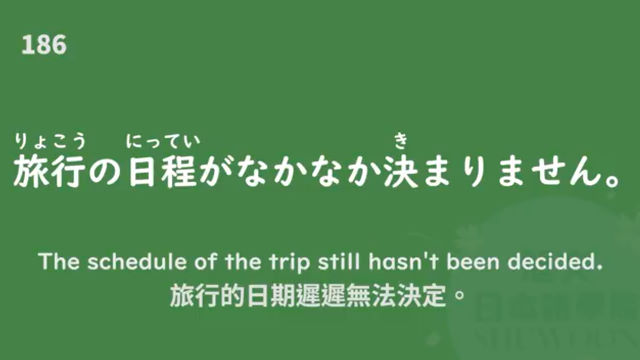 186
りょこう にってい き
旅行の日程がなかなか決まりません。
The schedule of the trip still hasn't been decided.
旅行的日期遲遲無法決定。